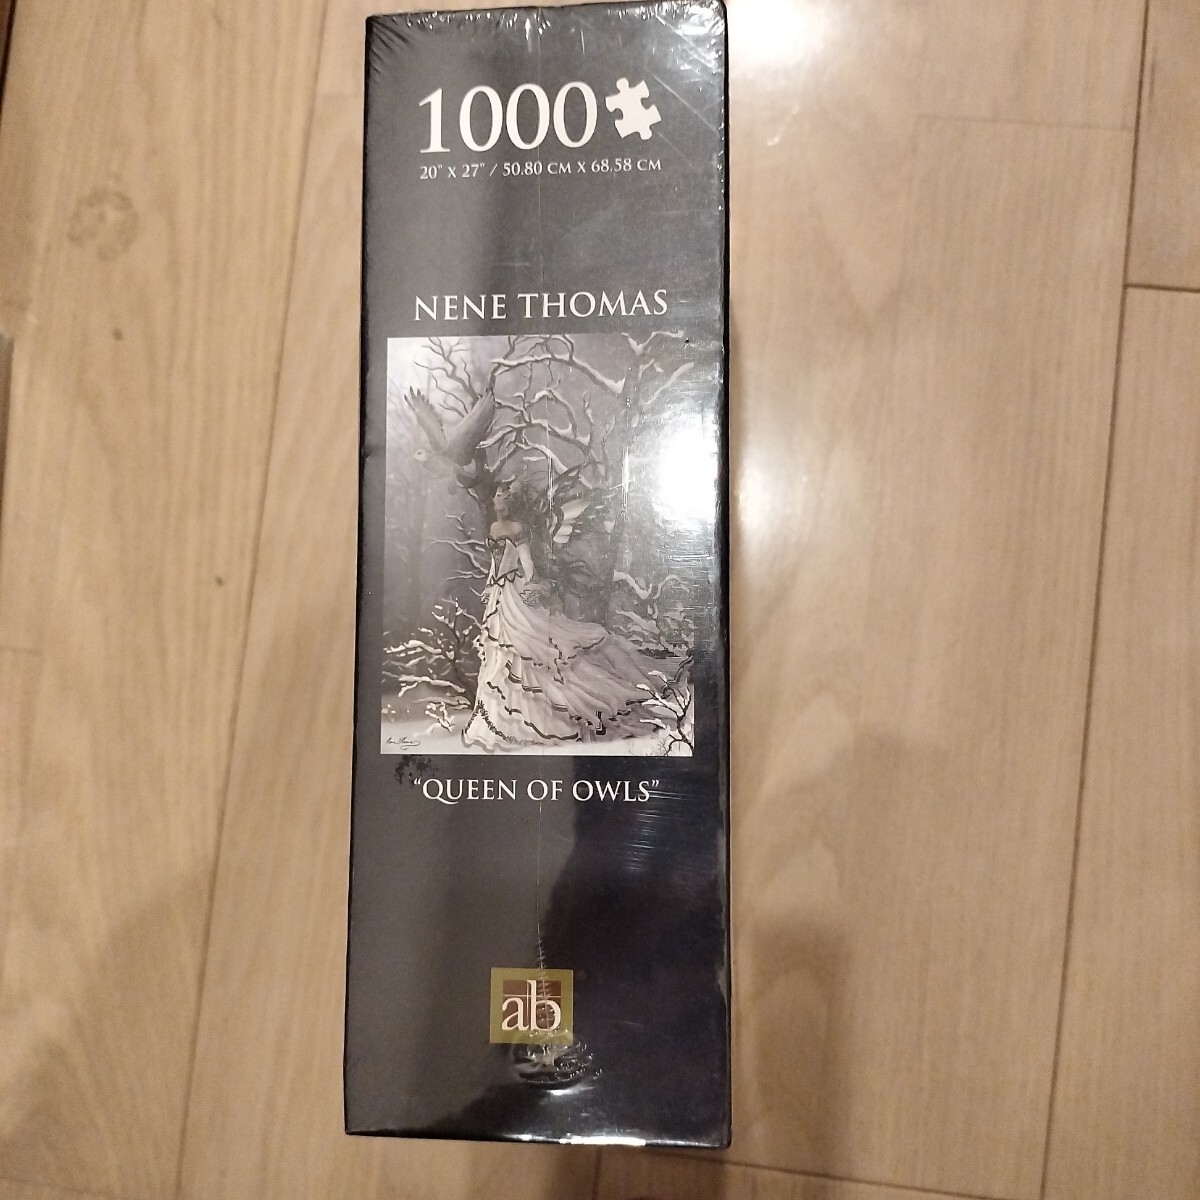 1000
20" X 27" / 50.80 CM X 68.58 CM
NENE THOMAS
"QUEEN OF OWLS"
ab